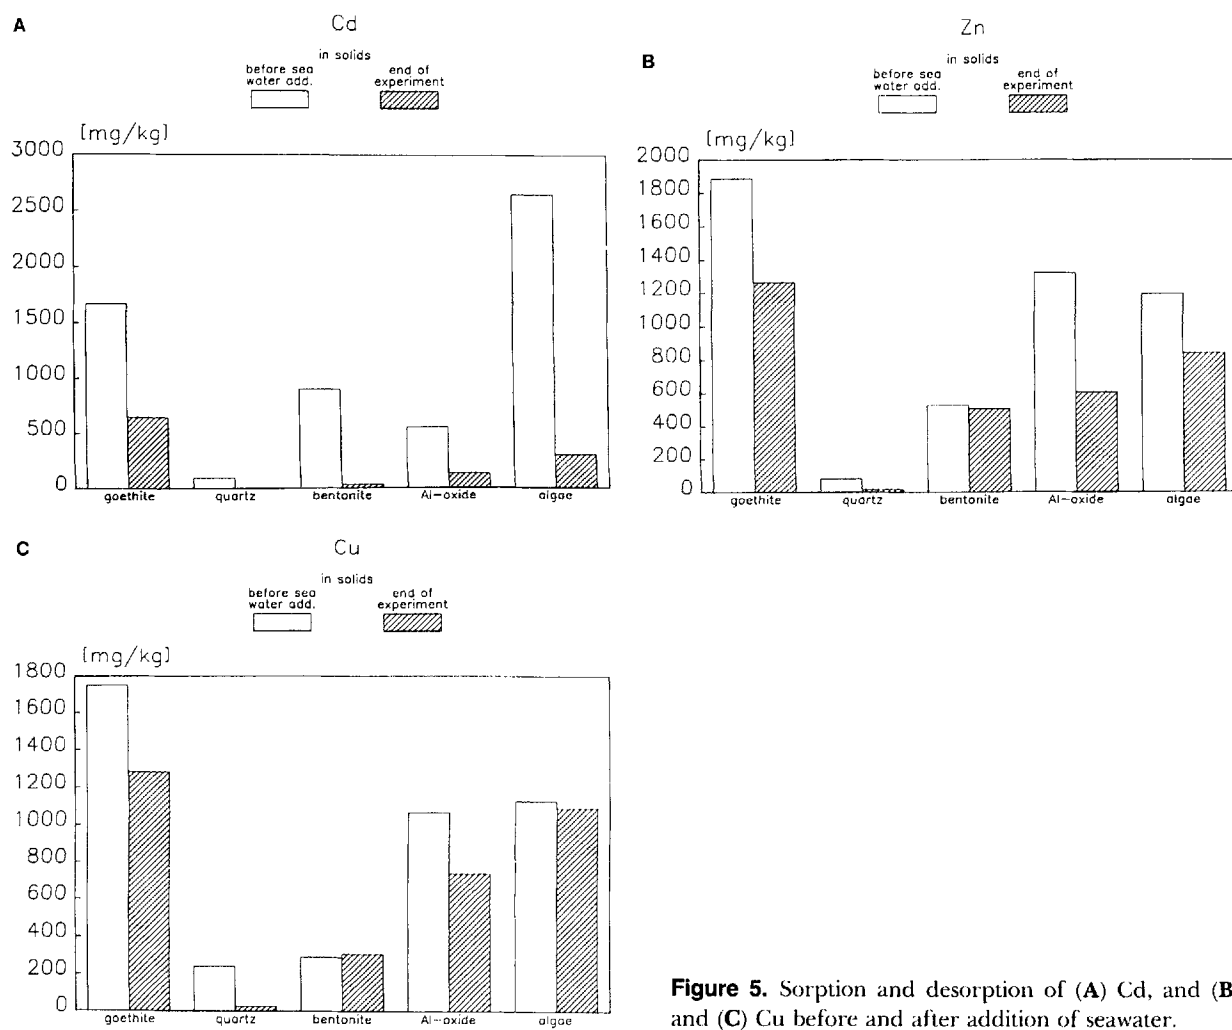 A
Cd
in solids
before sea water add.
end of experiment
[mg/kg]
3000
2500
2000
1500
1000
500
0
goethite
quartz
bentonite
Al-oxide
algae
B
Zn
in solids
before sea water add.
end of experiment
[mg/kg]
2000
1800
1600
1400
1200
1000
800
600
400
200
0
goethite
quartz
bentonite
Al-oxide
algae
C
Cu
in solids
before sea water add.
end of experiment
[mg/kg]
1800
1600
1400
1200
1000
800
600
400
200
0
goethite
quartz
bentonite
Al-oxide
algae
Figure 5. Sorption and desorption of (A) Cd, and (B
and (C) Cu before and after addition of seawater.